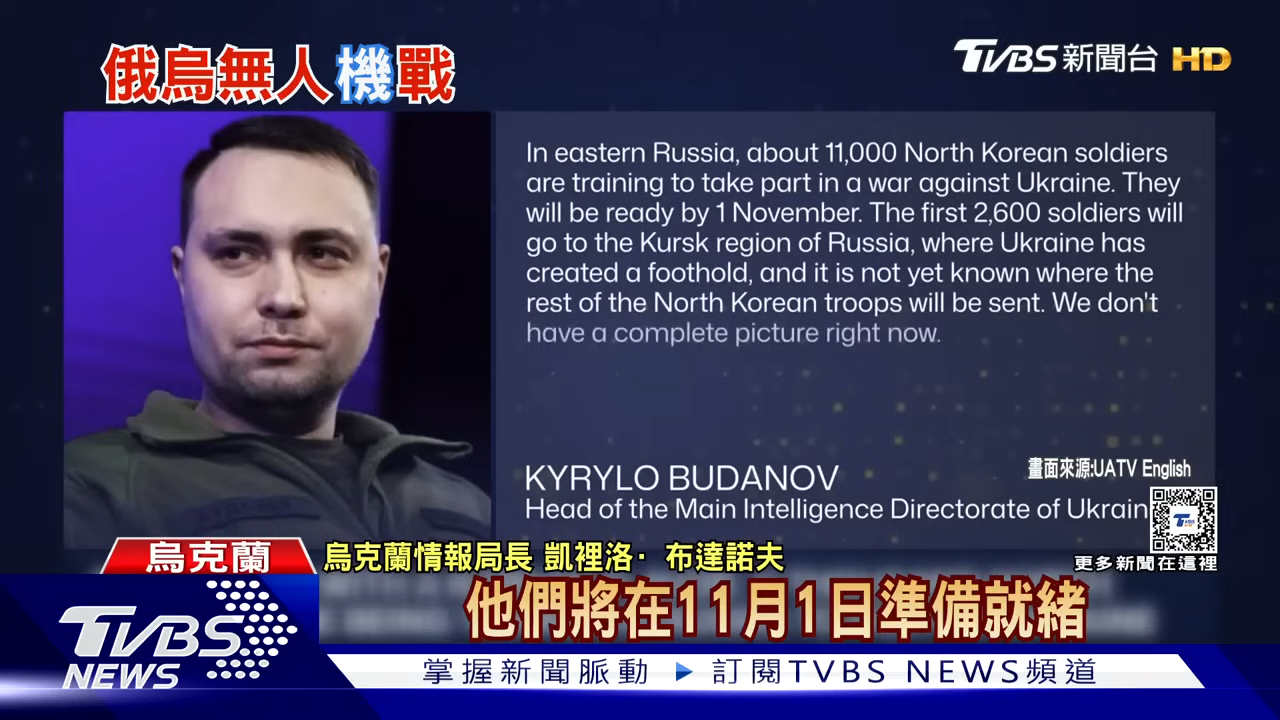 俄烏無人機戰
TVBS新聞台 HD
In eastern Russia, about 11,000 North Korean soldiers
are training to take part in a war against Ukraine. They
will be ready by 1 November. The first 2,600 soldiers will
go to the Kursk region of Russia, where Ukraine has
created a foothold, and it is not yet known where the
rest of the North Korean troops will be sent. We don't
have a complete picture right now.
KYRYLO BUDANOV
畫面來源:UATV English
Head of the Main Intelligence Directorate of Ukrain
TVBS
更多新聞在這裡
烏克蘭
烏克蘭情報局長 凱裡洛· 布達諾夫
他們將在11月1日準備就緒
TVBS
NEWS
掌握新聞脈動 ▶ 訂閱TVBS NEWS頻道